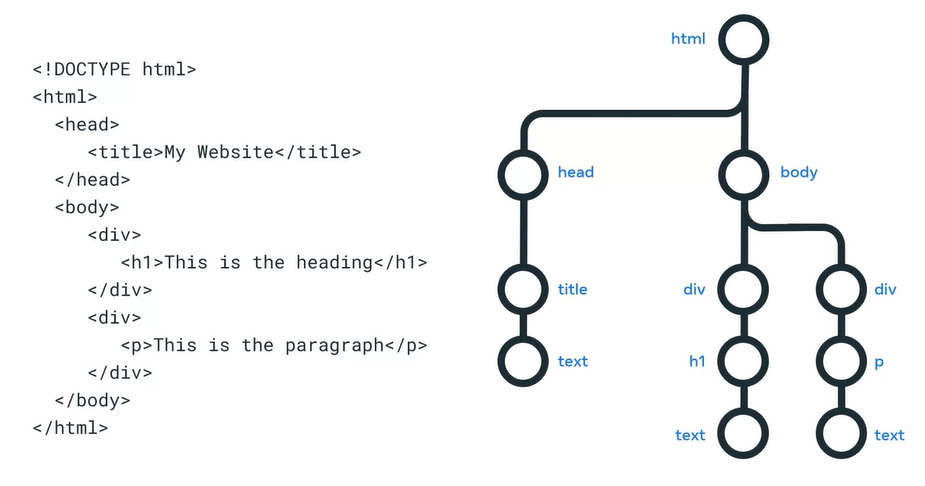 <!DOCTYPE html>
<html>
<head>
<title>My Website</title>
</head>
<body>
<div>
<h1>This is the heading</h1>
</div>
<div>
<p>This is the paragraph</p>
</div>
</body>
</html>
html
head
body
title
div
div
text
h1
p
text
text